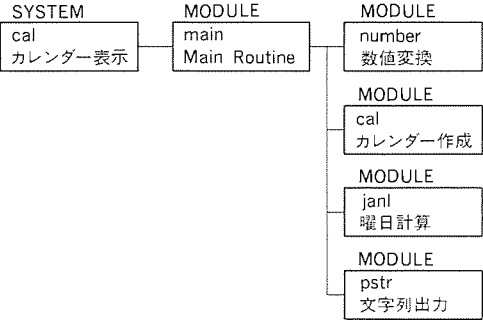 SYSTEM
cal
カレンダー表示
MODULE
main
Main Routine
MODULE
number
数値変換
MODULE
cal
カレンダー作成
MODULE
janl
曜日計算
MODULE
pstr
文字列出力